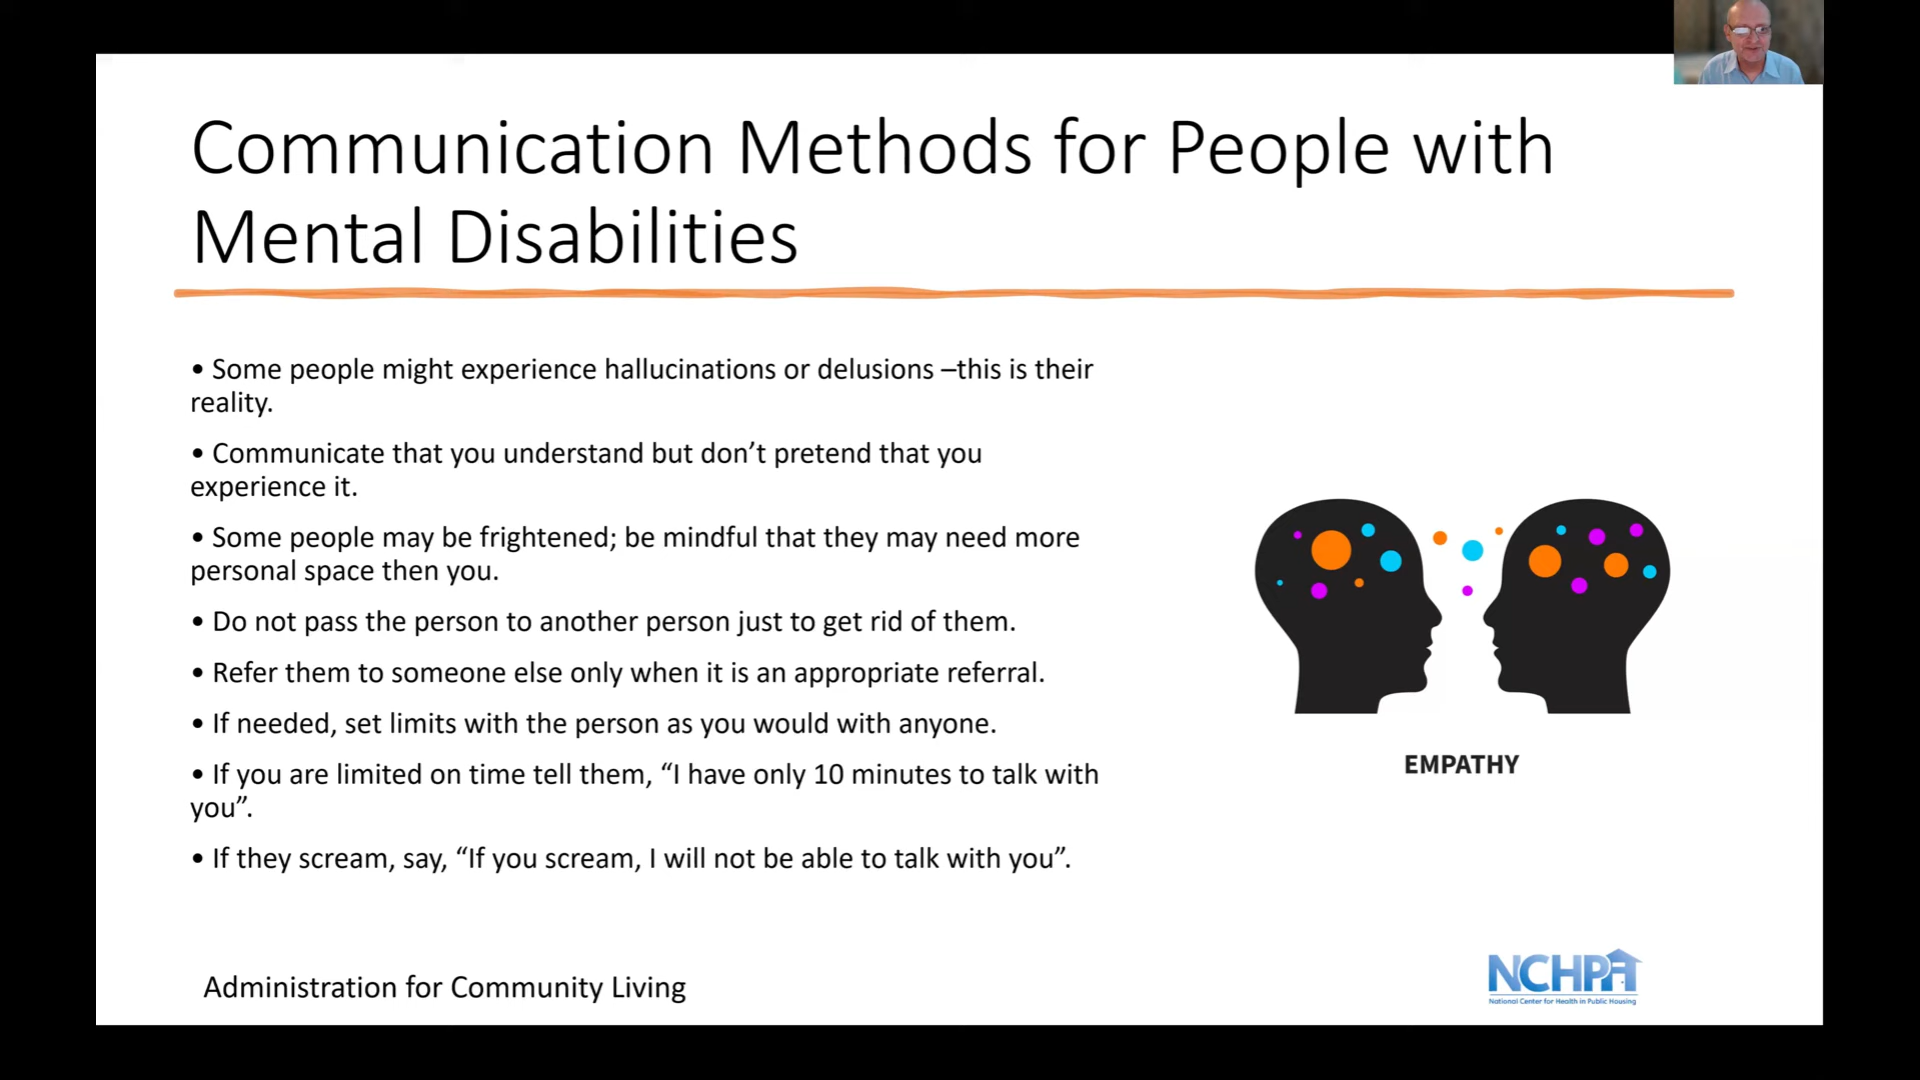 Communication Methods for People with
Mental Disabilities
• Some people might experience hallucinations or delusions –this is their
reality.
• Communicate that you understand but don’t pretend that you
experience it.
• Some people may be frightened; be mindful that they may need more
personal space then you.
• Do not pass the person to another person just to get rid of them.
• Refer them to someone else only when it is an appropriate referral.
• If needed, set limits with the person as you would with anyone.
• If you are limited on time tell them, “I have only 10 minutes to talk with
you”.
• If they scream, say, “If you scream, I will not be able to talk with you”.
EMPATHY
Administration for Community Living
NCHPH
National Center for Health in Public Housing